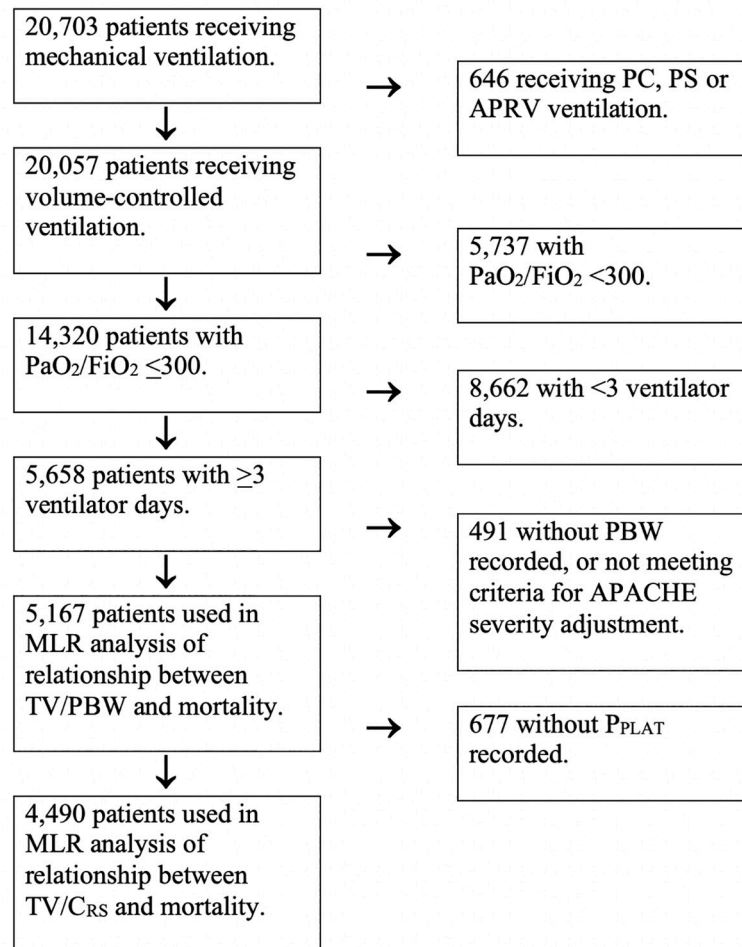 20,703 patients receiving
mechanical ventilation.
→
646 receiving PC, PS or
APRV ventilation.
↓
20,057 patients receiving
volume-controlled
ventilation.
→
5,737 with
PaO₂/FiO₂ <300.
↓
14,320 patients with
PaO₂/FiO₂ ≤300.
→
8,662 with <3 ventilator
days.
↓
5,658 patients with ≥3
ventilator days.
→
491 without PBW
recorded, or not meeting
criteria for APACHE
severity adjustment.
↓
5,167 patients used in
MLR analysis of
relationship between
TV/PBW and mortality.
→
677 without PPLAT
recorded.
↓
4,490 patients used in
MLR analysis of
relationship between
TV/CRS and mortality.